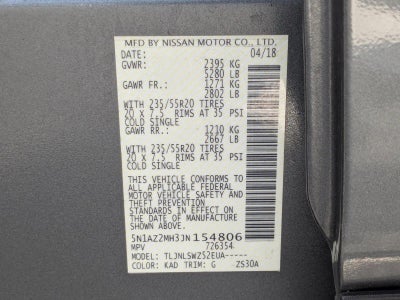 MFD BY NISSAN MOTOR CO., LTD.
DATE: 04/18
GVWR: 2395 KG
5280 LB
GAWR FR.: 1271 KG
2802 LB
WITH 235/55R20 TIRES
20 X 7.5 RIMS AT 35 PSI
COLD SINGLE
GAWR RR.: 1210 KG
2667 LB
WITH 235/55R20 TIRES
20 X 7.5 RIMS AT 35 PSI
COLD SINGLE
THIS VEHICLE CONFORMS TO
ALL APPLICABLE FEDERAL
MOTOR VEHICLE SAFETY AND
THEFT PREVENTION
STANDARDS IN EFFECT ON
THE DATE OF MANUFACTURE
SHOWN ABOVE.
5N1AZ2MH3JN154806
MPV 726354
MODEL: TLJNLSWZ52EUA-----
COLOR: KAD TRIM: G ZS30A